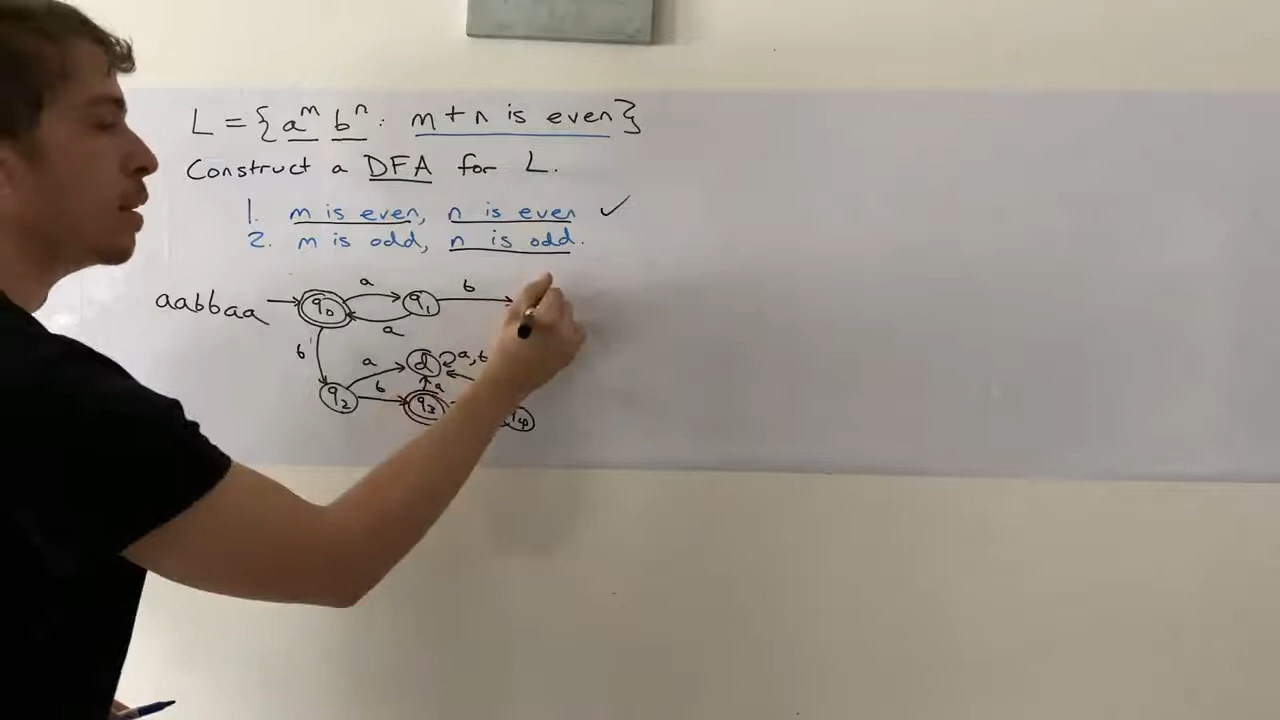 L = {aᵐ bⁿ : m + n is even}
Construct a DFA for L.
1. m is even, n is even ✓
2. m is odd, n is odd.
aabbaa
q₀ a q₁ b
a
b a d a,b
q₂ b q₃ a